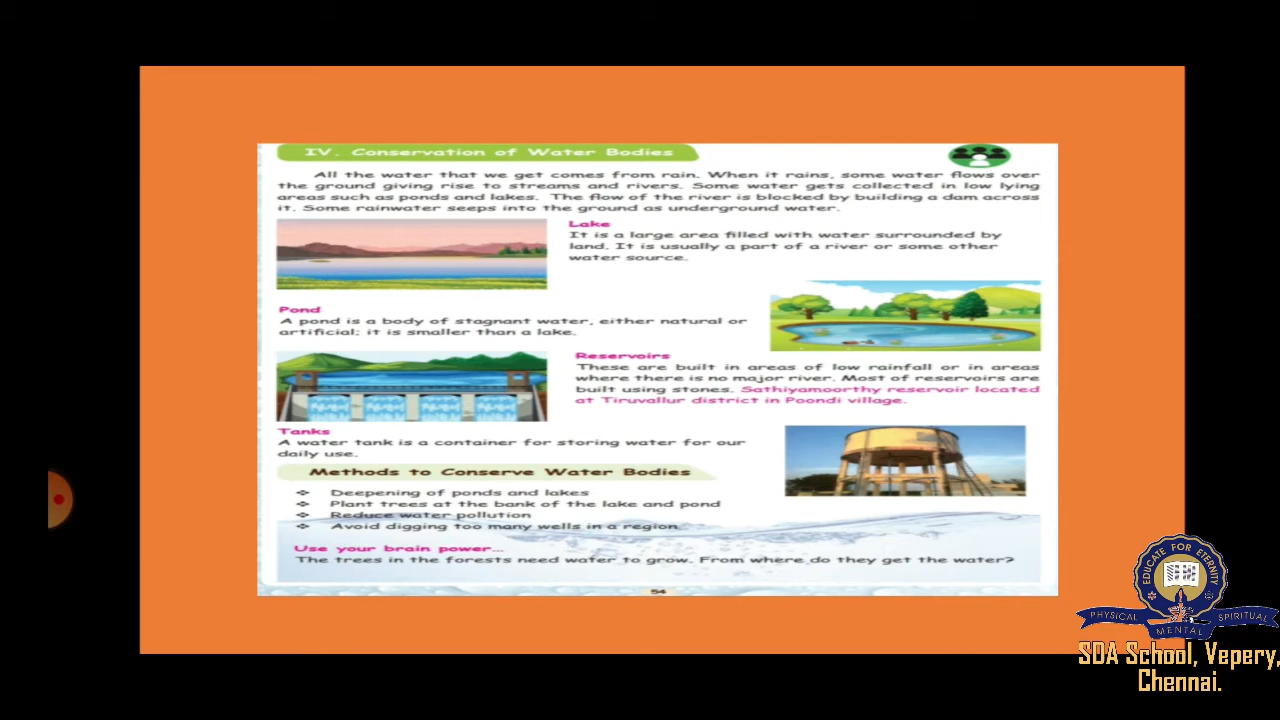 IV. Conservation of Water Bodies
All the water that we get comes from rain. When it rains, some water flows over
the ground giving rise to streams and rivers. Some water gets collected in low lying
areas such as ponds and lakes. The flow of the river is blocked by building a dam across
it. Some rainwater seeps into the ground as underground water.
Lake
It is a large area filled with water surrounded by
land. It is usually a part of a river or some other
water source.
Pond
A pond is a body of stagnant water, either natural or
artificial; it is smaller than a lake.
Reservoirs
These are built in areas of low rainfall or in areas
where there is no major river. Most of reservoirs are
built using stones. Sathiyamoorthy reservoir located
at Tiruvallur district in Poondi village.
Tanks
A water tank is a container for storing water for our
daily use.
Methods to Conserve Water Bodies
❖ Deepening of ponds and lakes
❖ Plant trees at the bank of the lake and pond
❖ Reduce water pollution
❖ Avoid digging too many wells in a region
Use your brain power...
The trees in the forests need water to grow. From where do they get the water?
54
EDUCATE FOR ETERNITY
PHYSICAL MENTAL SPIRITUAL
SDA School, Vepery,
Chennai.